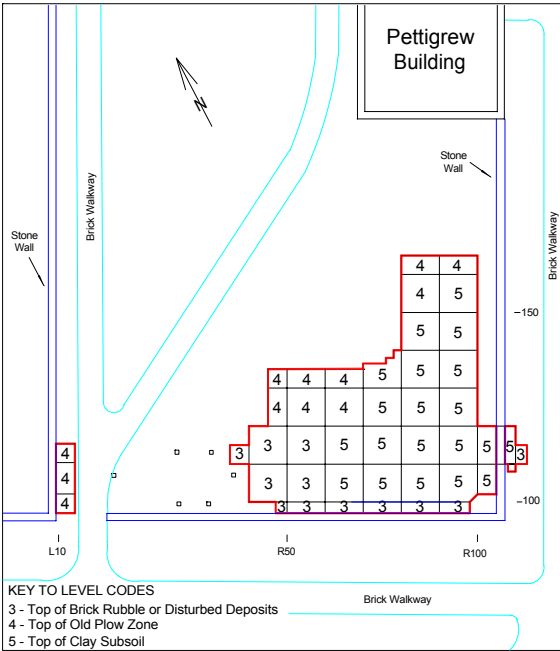 Pettigrew
Building
N
Stone
Wall
Brick Walkway
Stone
Wall
Brick Walkway
4 4
4 5
-150
5 5
5 5 5
4 4 4
4 4 4 5 5 5
4
3 3 3 5 5 5 5 5 5 5 3
4
3 3 5 5 5 5 5
4
3 3 3 3 3 3
-100
L10
R50
R100
KEY TO LEVEL CODES
3 - Top of Brick Rubble or Disturbed Deposits
4 - Top of Old Plow Zone
5 - Top of Clay Subsoil
Brick Walkway